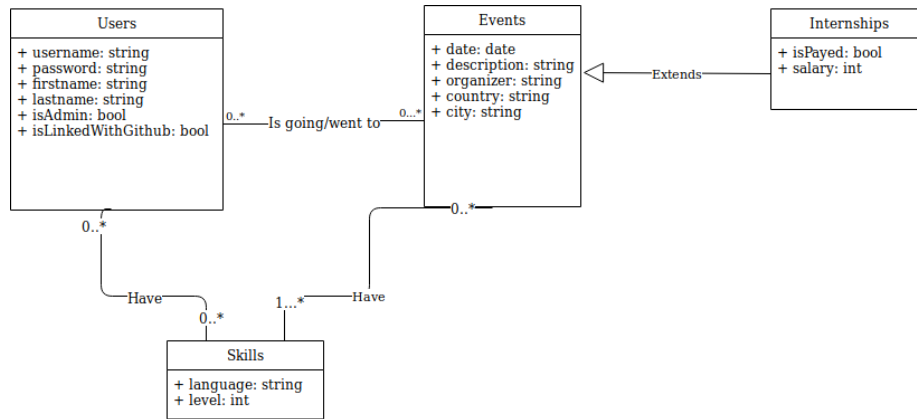 Users
+ username: string
+ password: string
+ firstname: string
+ lastname: string
+ isAdmin: bool
+ isLinkedWithGithub: bool
0..*
Is going/went to
0...*
Events
+ date: date
+ description: string
+ organizer: string
+ country: string
+ city: string
Extends
Internships
+ isPayed: bool
+ salary: int
0..*
Have
0..*
0..*
Have
1...*
Skills
+ language: string
+ level: int